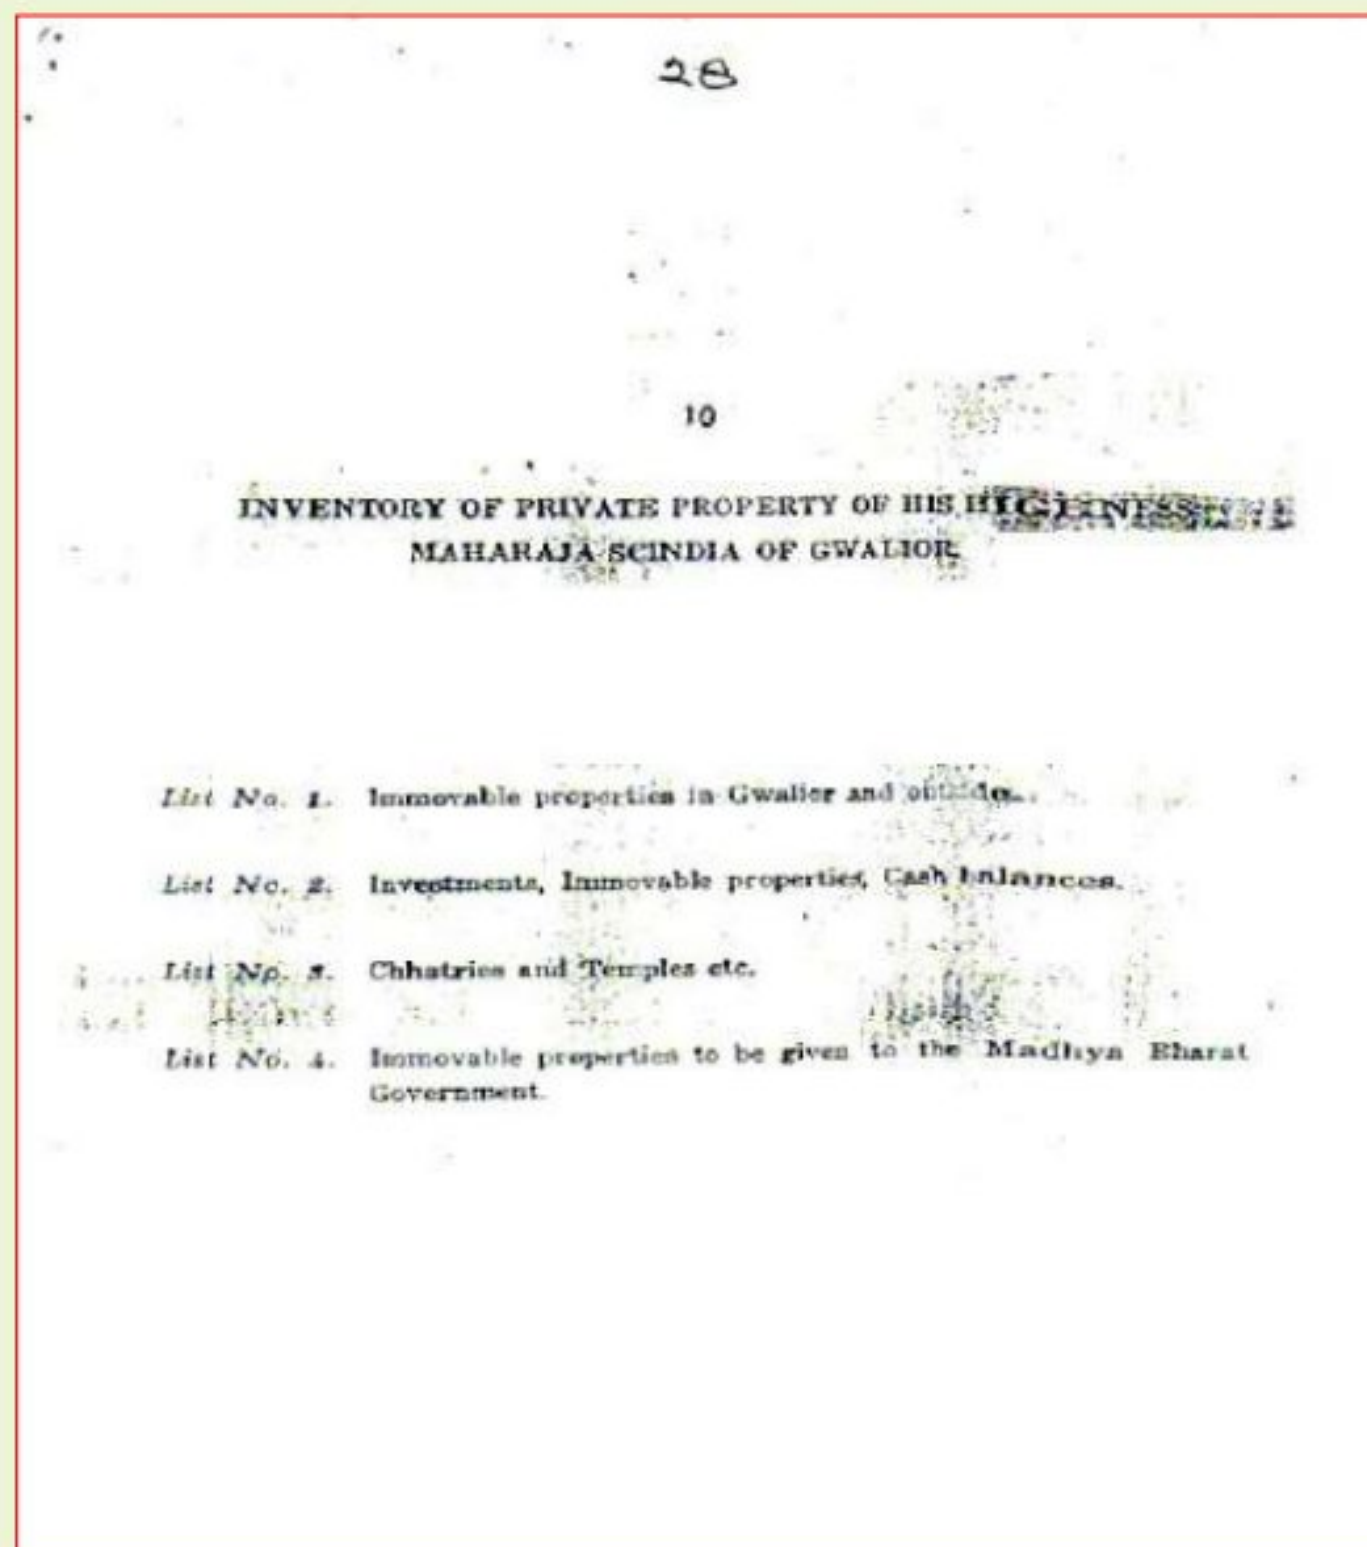 28
10
INVENTORY OF PRIVATE PROPERTY OF HIS HIGHNESS
MAHARAJA SCINDIA OF GWALIOR.
List No. 1. Immovable properties in Gwalior and outside.
List No. 2. Investments, Immovable properties, Cash balances.
List No. 3. Chhatries and Temples etc.
List No. 4. Immovable properties to be given to the Madhya Bharat
Government.